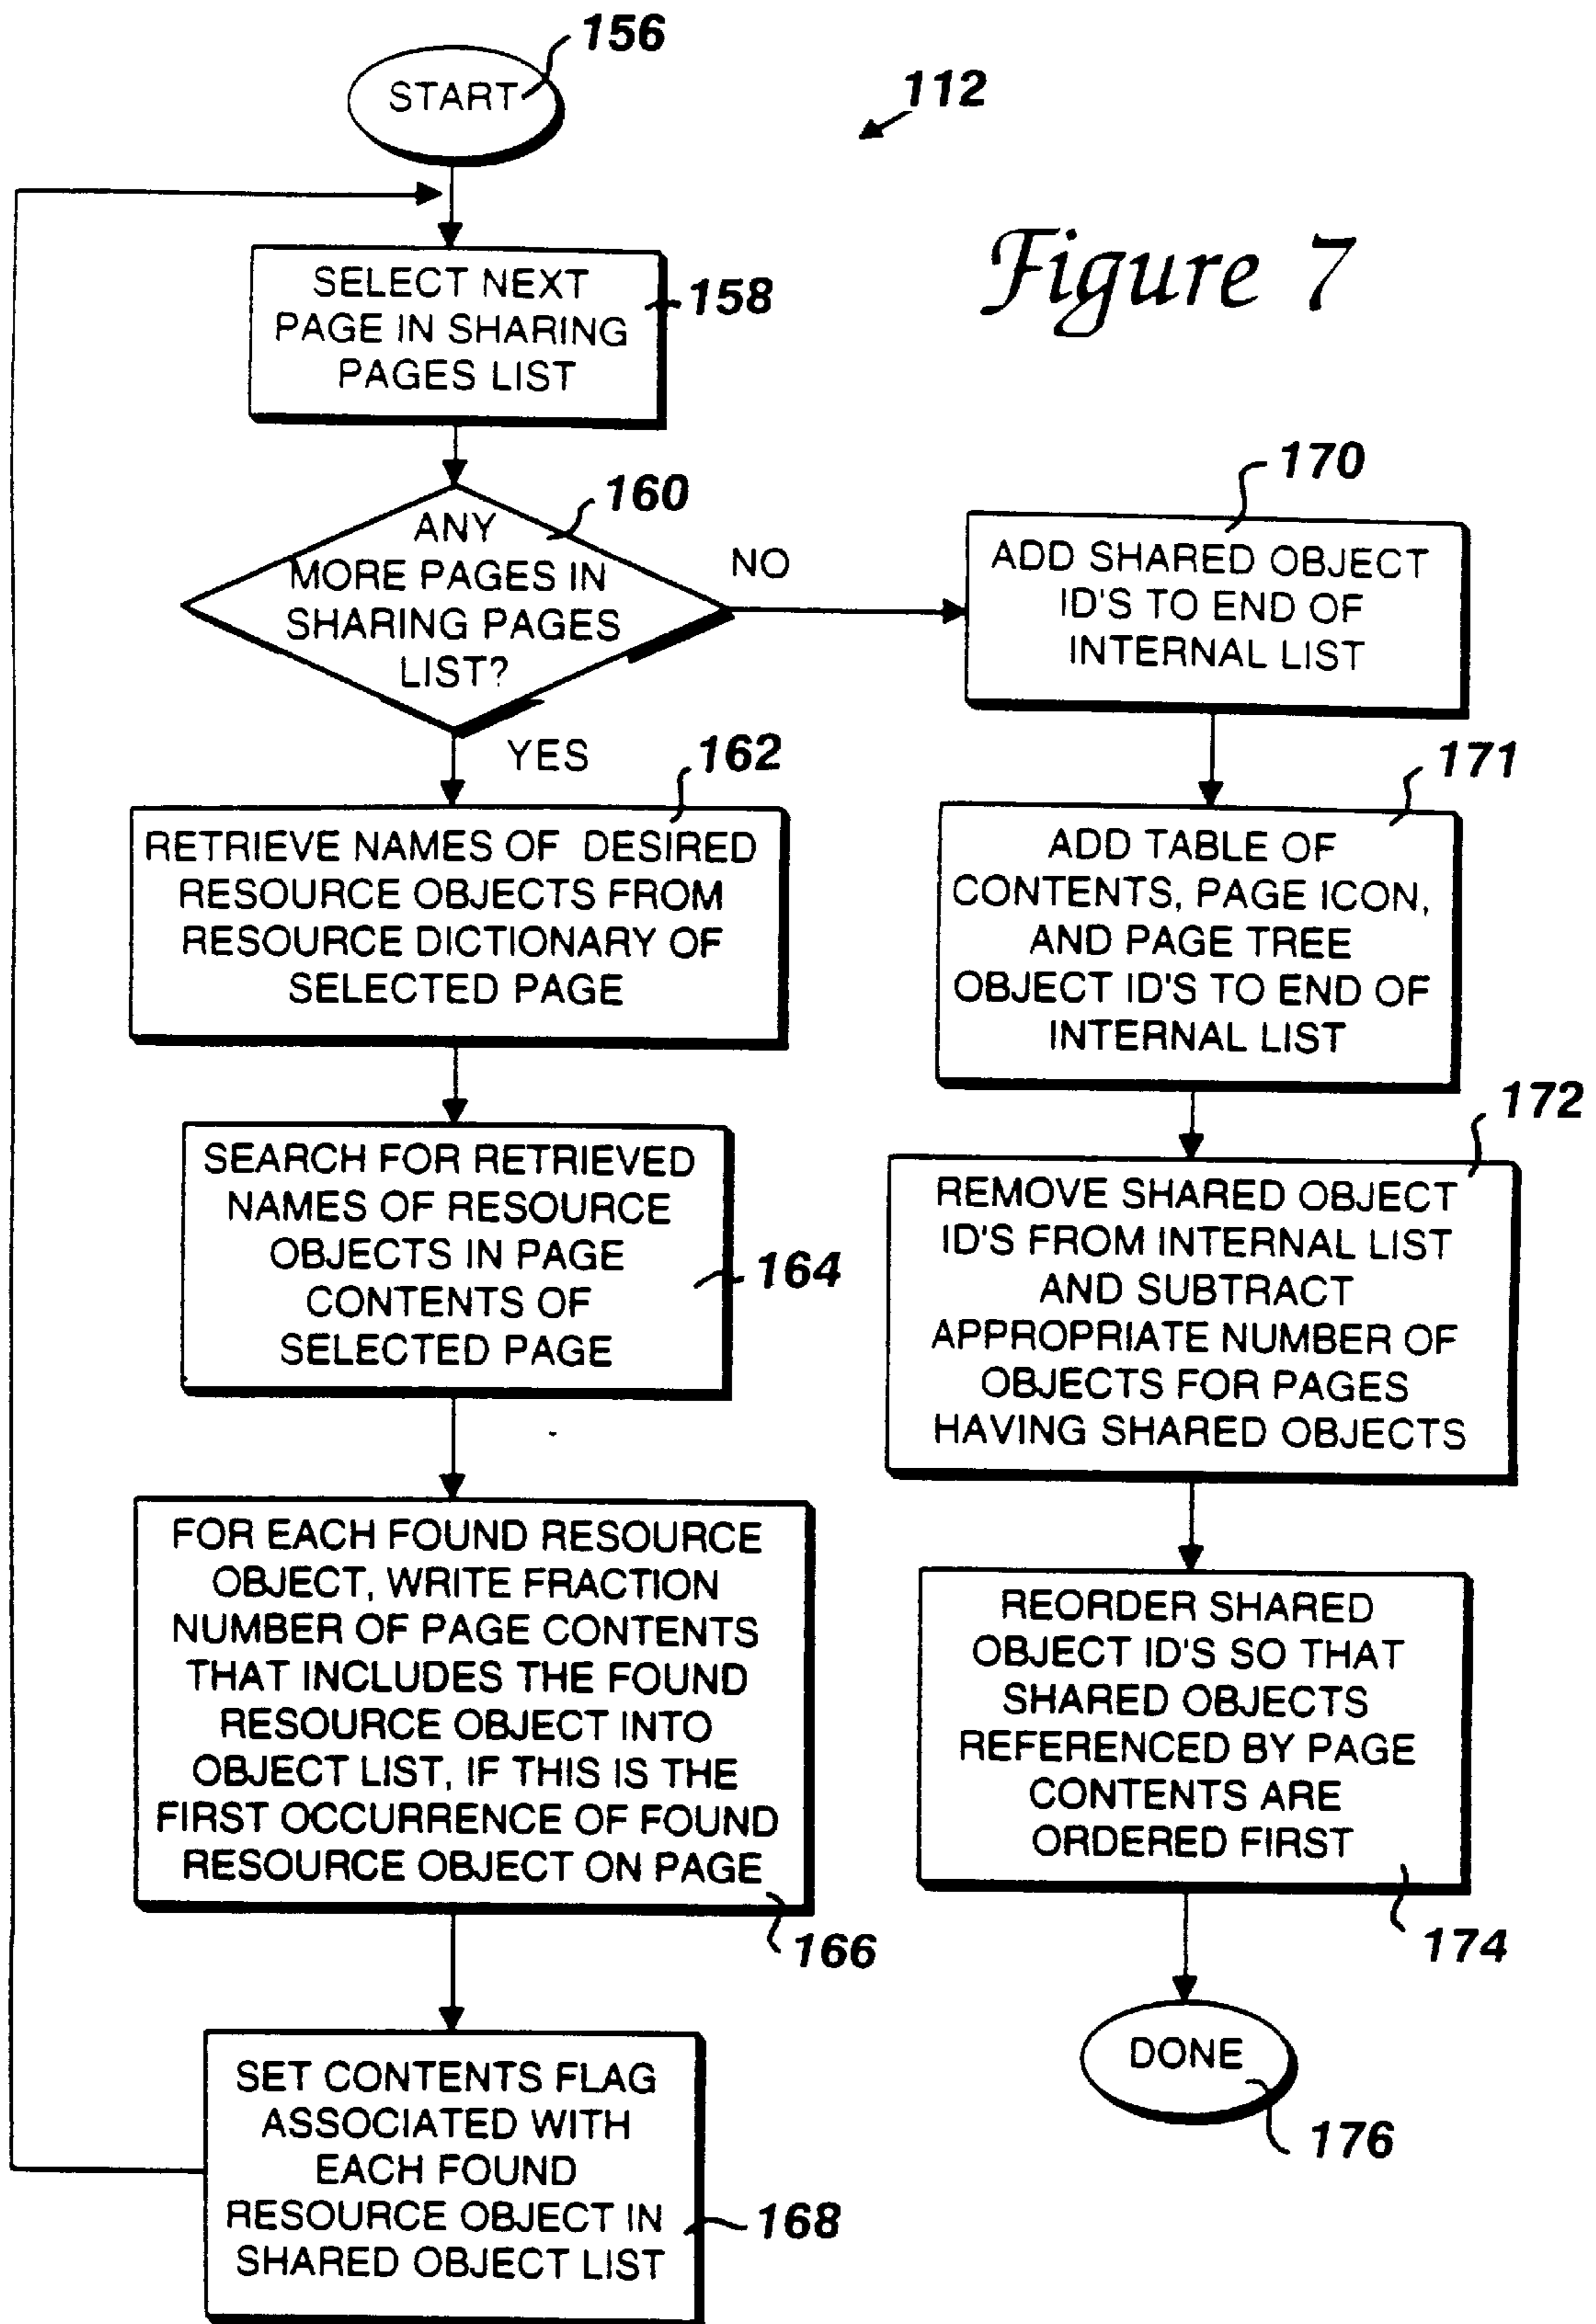 156
START
112
Figure 7
SELECT NEXT
PAGE IN SHARING
PAGES LIST
158
160
ANY
MORE PAGES IN
SHARING PAGES
LIST?
NO
YES
162
RETRIEVE NAMES OF DESIRED
RESOURCE OBJECTS FROM
RESOURCE DICTIONARY OF
SELECTED PAGE
SEARCH FOR RETRIEVED
NAMES OF RESOURCE
OBJECTS IN PAGE
CONTENTS OF
SELECTED PAGE
164
FOR EACH FOUND RESOURCE
OBJECT, WRITE FRACTION
NUMBER OF PAGE CONTENTS
THAT INCLUDES THE FOUND
RESOURCE OBJECT INTO
OBJECT LIST, IF THIS IS THE
FIRST OCCURRENCE OF FOUND
RESOURCE OBJECT ON PAGE
166
SET CONTENTS FLAG
ASSOCIATED WITH
EACH FOUND
RESOURCE OBJECT IN
SHARED OBJECT LIST
168
170
ADD SHARED OBJECT
ID'S TO END OF
INTERNAL LIST
171
ADD TABLE OF
CONTENTS, PAGE ICON,
AND PAGE TREE
OBJECT ID'S TO END OF
INTERNAL LIST
172
REMOVE SHARED OBJECT
ID'S FROM INTERNAL LIST
AND SUBTRACT
APPROPRIATE NUMBER OF
OBJECTS FOR PAGES
HAVING SHARED OBJECTS
REORDER SHARED
OBJECT ID'S SO THAT
SHARED OBJECTS
REFERENCED BY PAGE
CONTENTS ARE
ORDERED FIRST
174
DONE
176